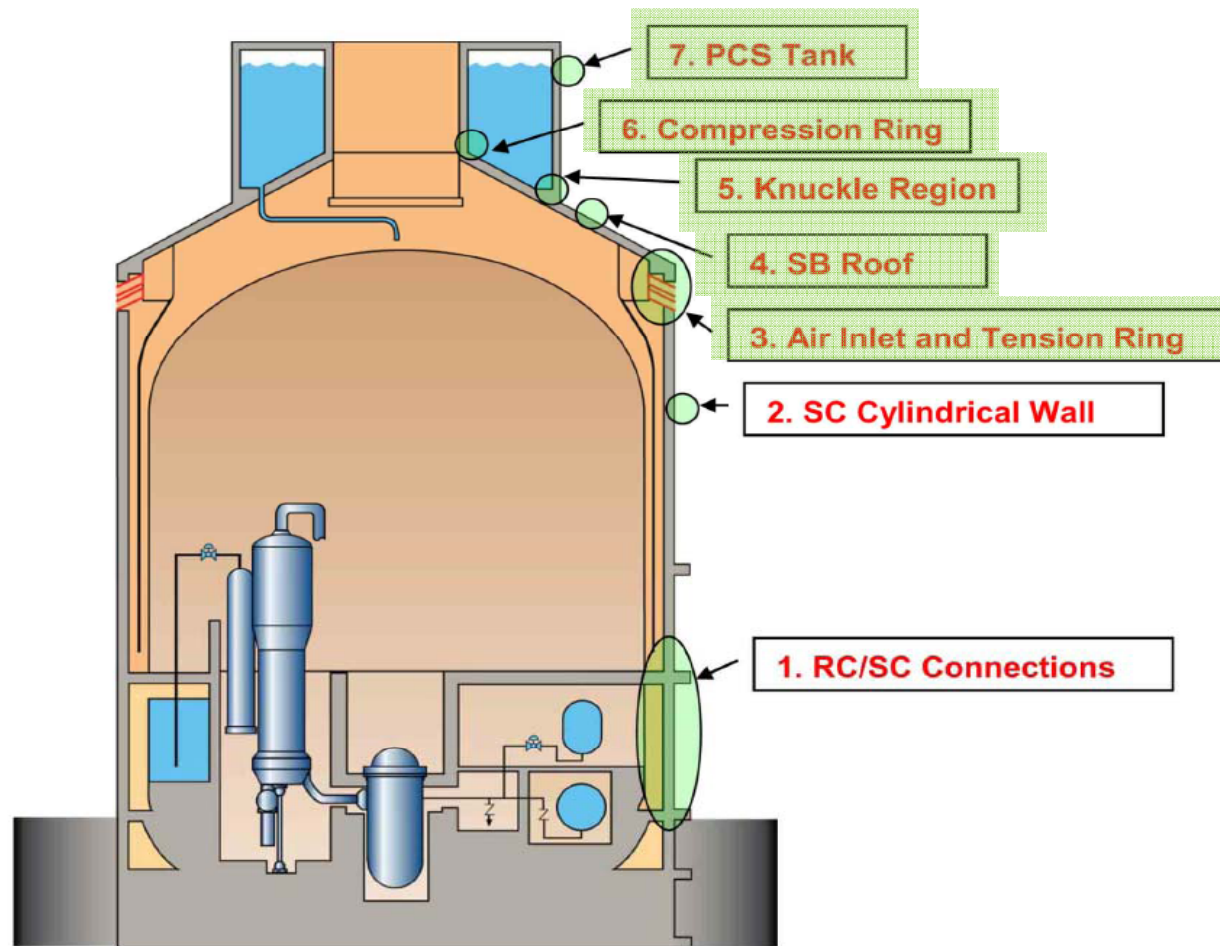 7. PCS Tank
6. Compression Ring
5. Knuckle Region
4. SB Roof
3. Air Inlet and Tension Ring
2. SC Cylindrical Wall
1. RC/SC Connections